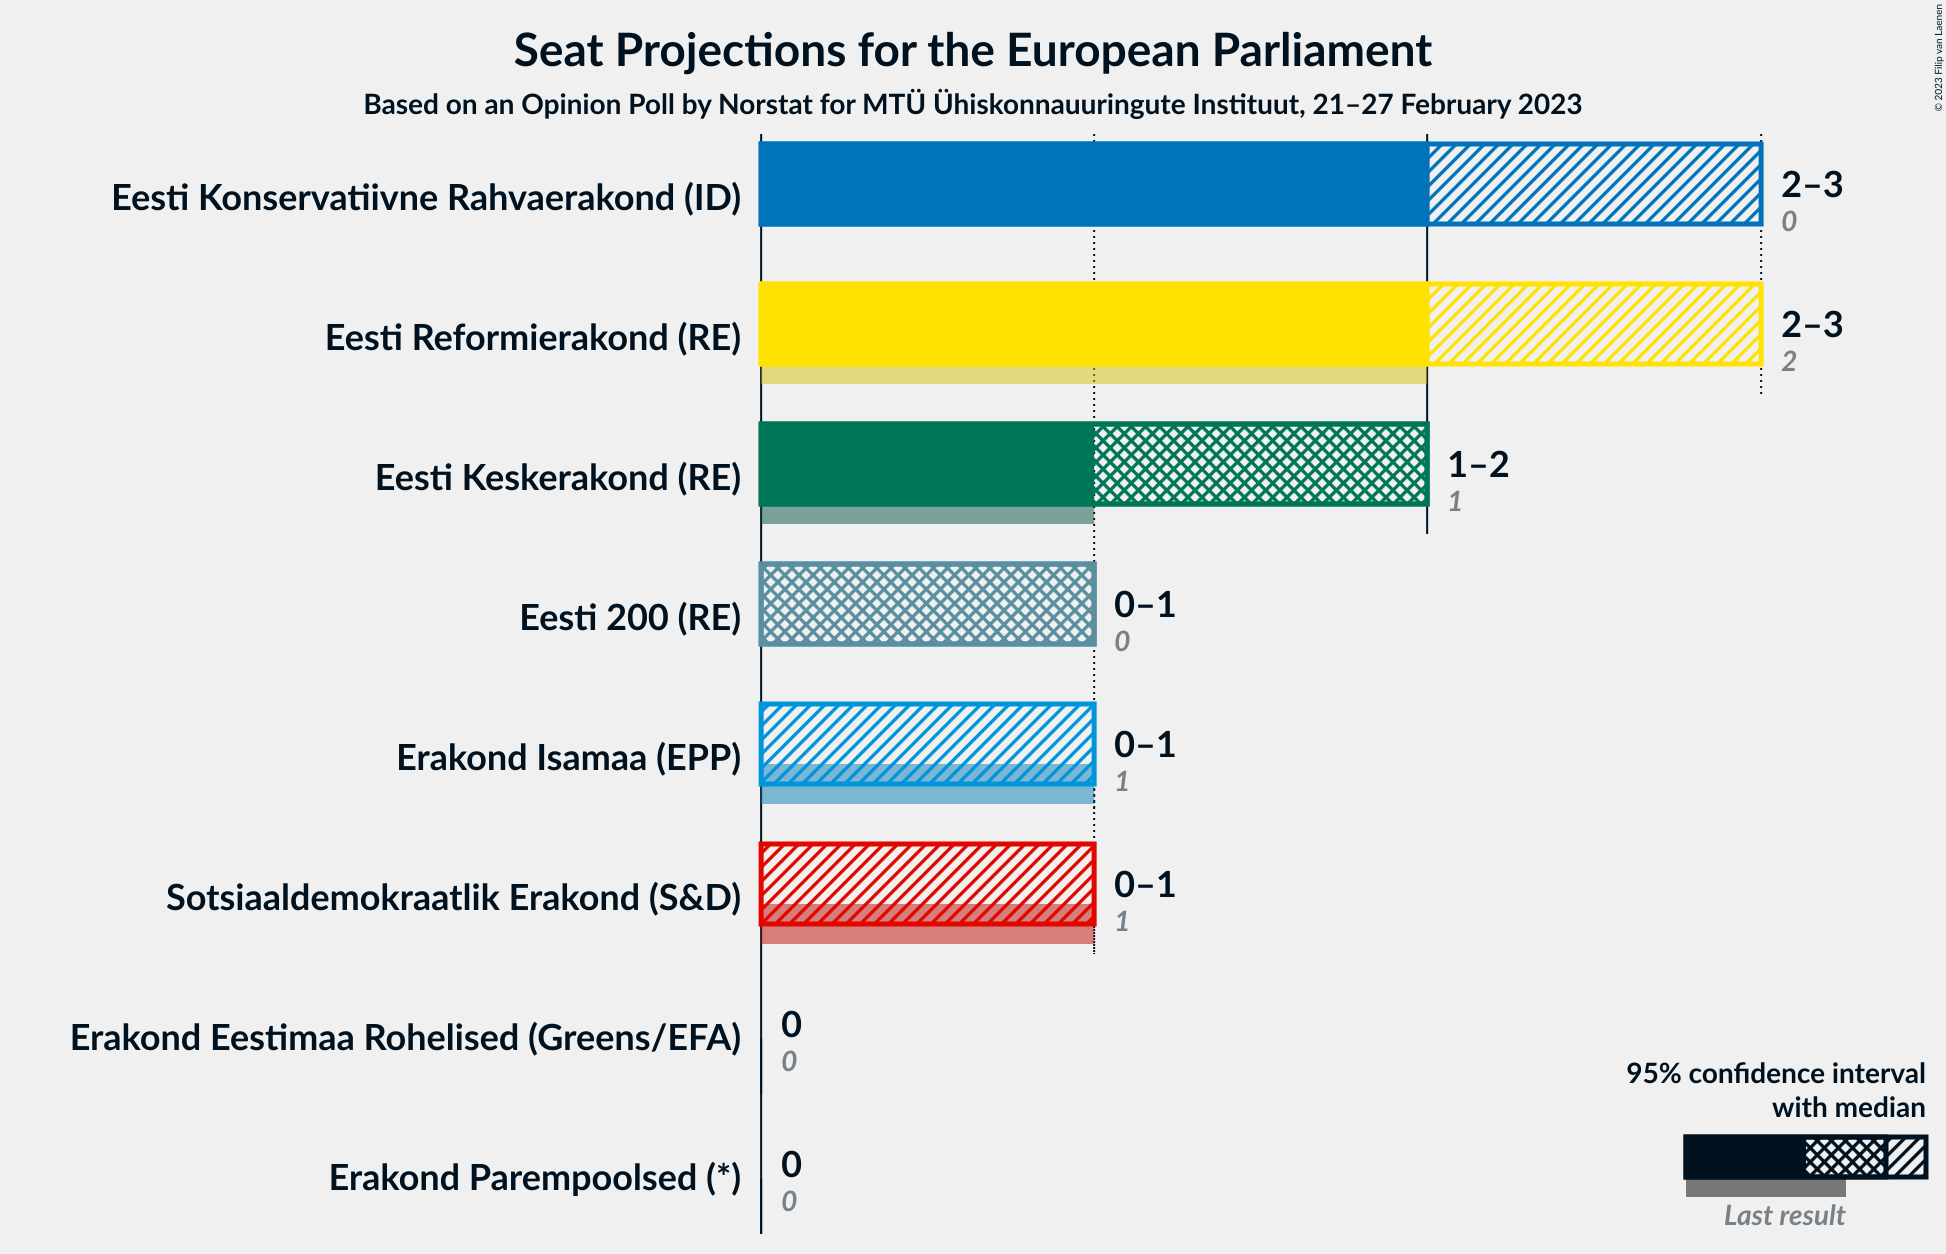 Seat Projections for the European Parliament
Based on an Opinion Poll by Norstat for MTÜ Ühiskonnauuringute Instituut, 21–27 February 2023
© 2023 Filip van Laenen
Eesti Konservatiivne Rahvaerakond (ID)
2–3
0
Eesti Reformierakond (RE)
2–3
2
Eesti Keskerakond (RE)
1–2
1
Eesti 200 (RE)
0–1
0
Erakond Isamaa (EPP)
0–1
1
Sotsiaaldemokraatlik Erakond (S&D)
0–1
1
Erakond Eestimaa Rohelised (Greens/EFA)
0
0
Erakond Parempoolsed (*)
0
0
95% confidence interval
with median
Last result